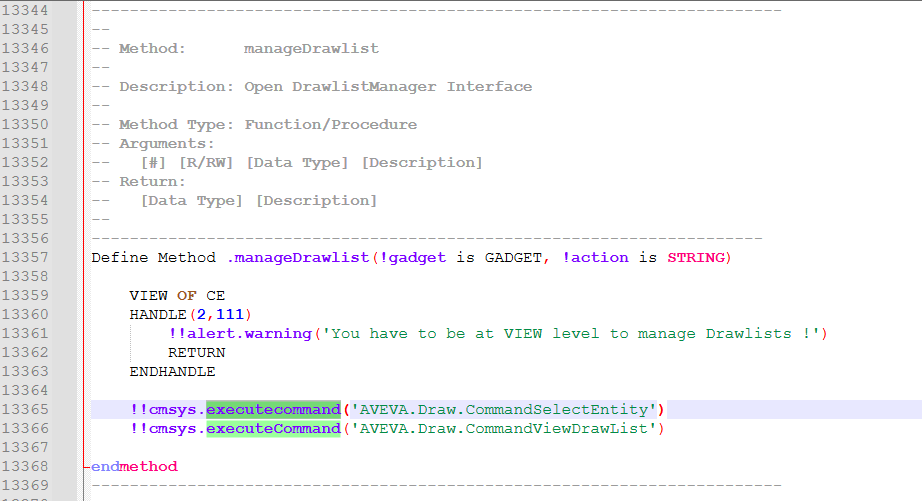 13344 -------------------------------------------------------------------------
13345 --
13346 -- Method:      manageDrawlist
13347 --
13348 -- Description: Open DrawlistManager Interface
13349 --
13350 -- Method Type: Function/Procedure
13351 -- Arguments:
13352 --   [#] [R/RW] [Data Type] [Description]
13353 -- Return:
13354 --   [Data Type] [Description]
13355 --
13356 -----------------------------------------------------------------------
13357 Define Method .manageDrawlist(!gadget is GADGET, !action is STRING)
13358
13359     VIEW OF CE
13360     HANDLE(2,111)
13361         !!alert.warning('You have to be at VIEW level to manage Drawlists !')
13362         RETURN
13363     ENDHANDLE
13364
13365     !!cmsys.executecommand('AVEVA.Draw.CommandSelectEntity')
13366     !!cmsys.executeCommand('AVEVA.Draw.CommandViewDrawList')
13367
13368 endmethod
13369 -------------------------------------------------------------------------